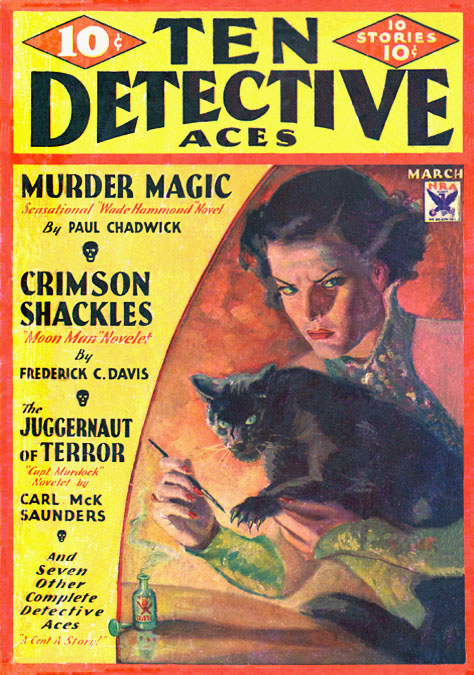 10¢
TEN
DETECTIVE
ACES
10
STORIES
10¢
MURDER MAGIC
Sensational "Wade Hammond" Novel
By PAUL CHADWICK
CRIMSON
SHACKLES
"Moon Man" Novelet
By
FREDERICK C. DAVIS
The
JUGGERNAUT
OF TERROR
"Capt Murdock"
Novelet by
CARL McK
SAUNDERS
And
Seven
Other
Complete
Detective
Aces
"A Cent A Story!"
MARCH
NRA